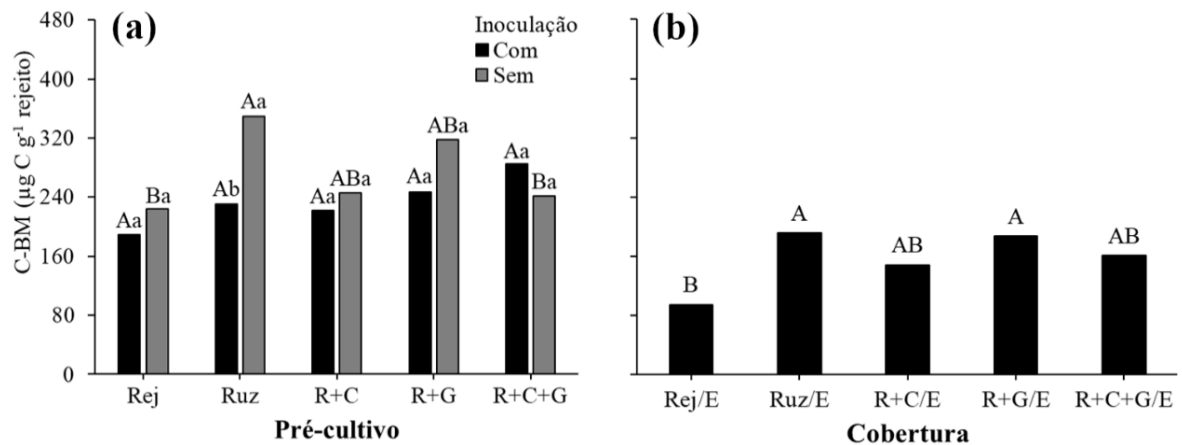 (a)
Inoculação
Com
Sem
C-BM (µg C g⁻¹ rejeito)
480
400
320
240
160
80
0
Aa Ba Ab Aa Aa ABa Aa ABa Aa Ba
Rej Ruz R+C R+G R+C+G
Pré-cultivo
(b)
B A AB A AB
Rej/E Ruz/E R+C/E R+G/E R+C+G/E
Cobertura